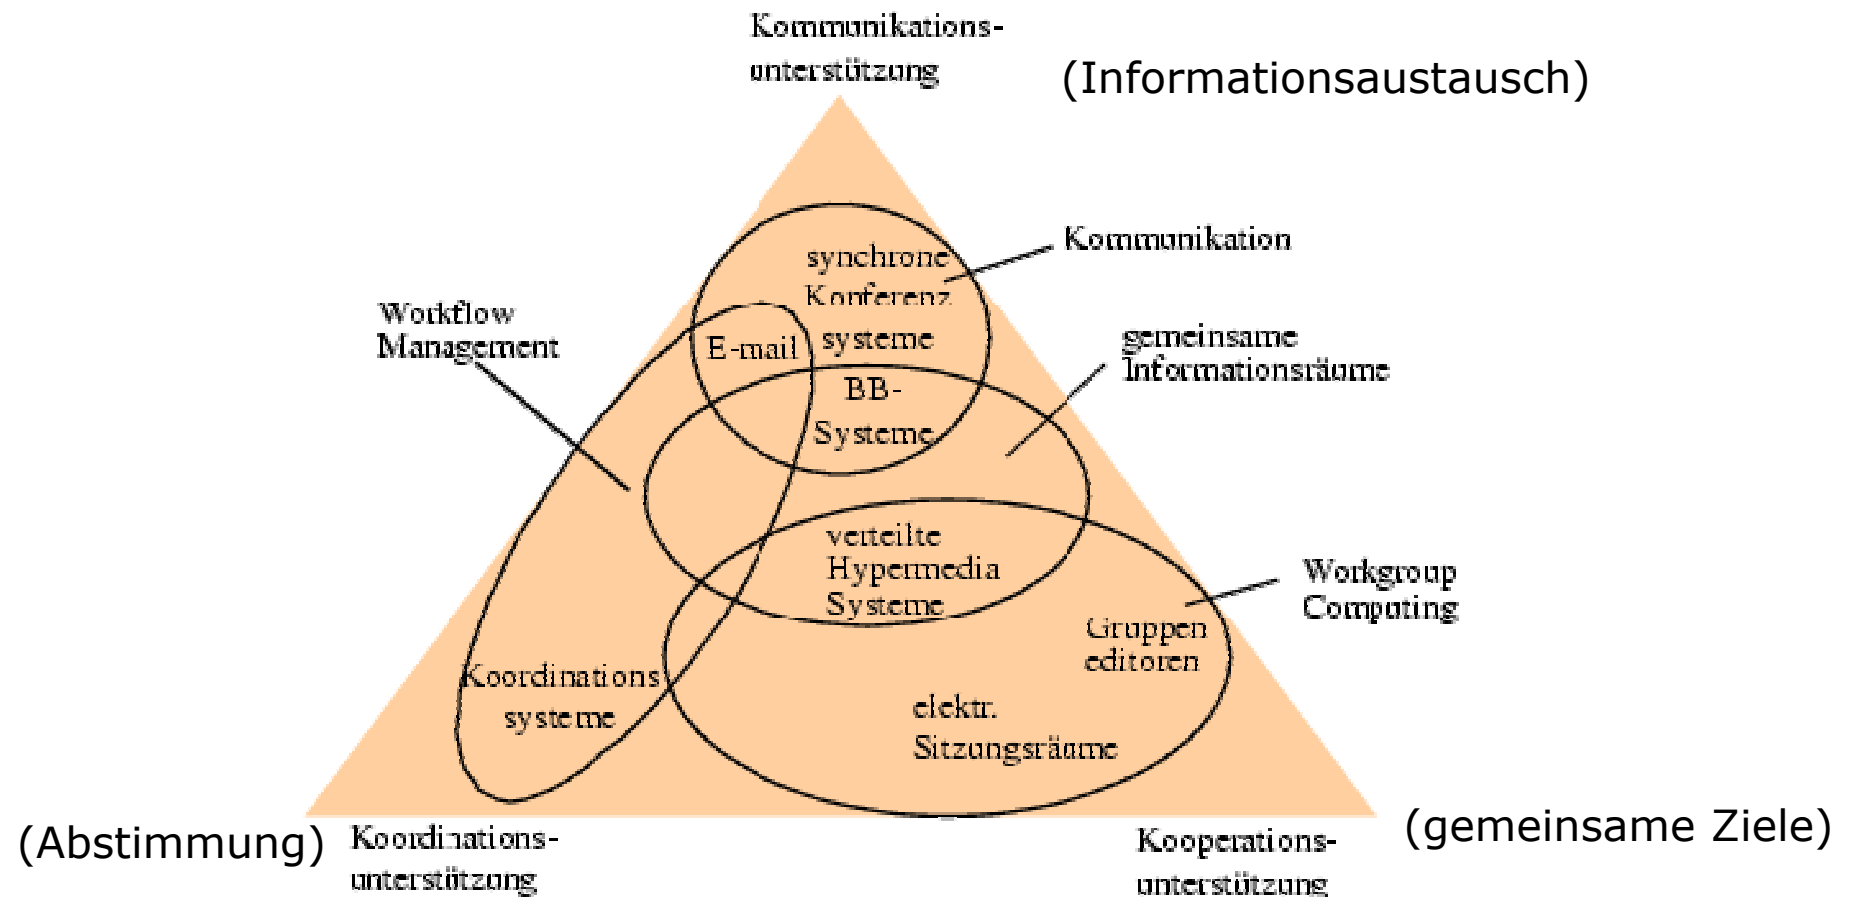 Kommunikations-
unterstützung
(Informationsaustausch)
synchrone
Konferenz
systeme
Kommunikation
Workflow
Management
E-mail
gemeinsame
Informationsräume
BB-
Systeme
verteilte
Hypermedia
Systeme
Workgroup
Computing
Gruppen
editoren
Koordinations
systeme
elektr.
Sitzungsräume
(Abstimmung)
Koordinations-
unterstützung
Kooperations-
unterstützung
(gemeinsame Ziele)